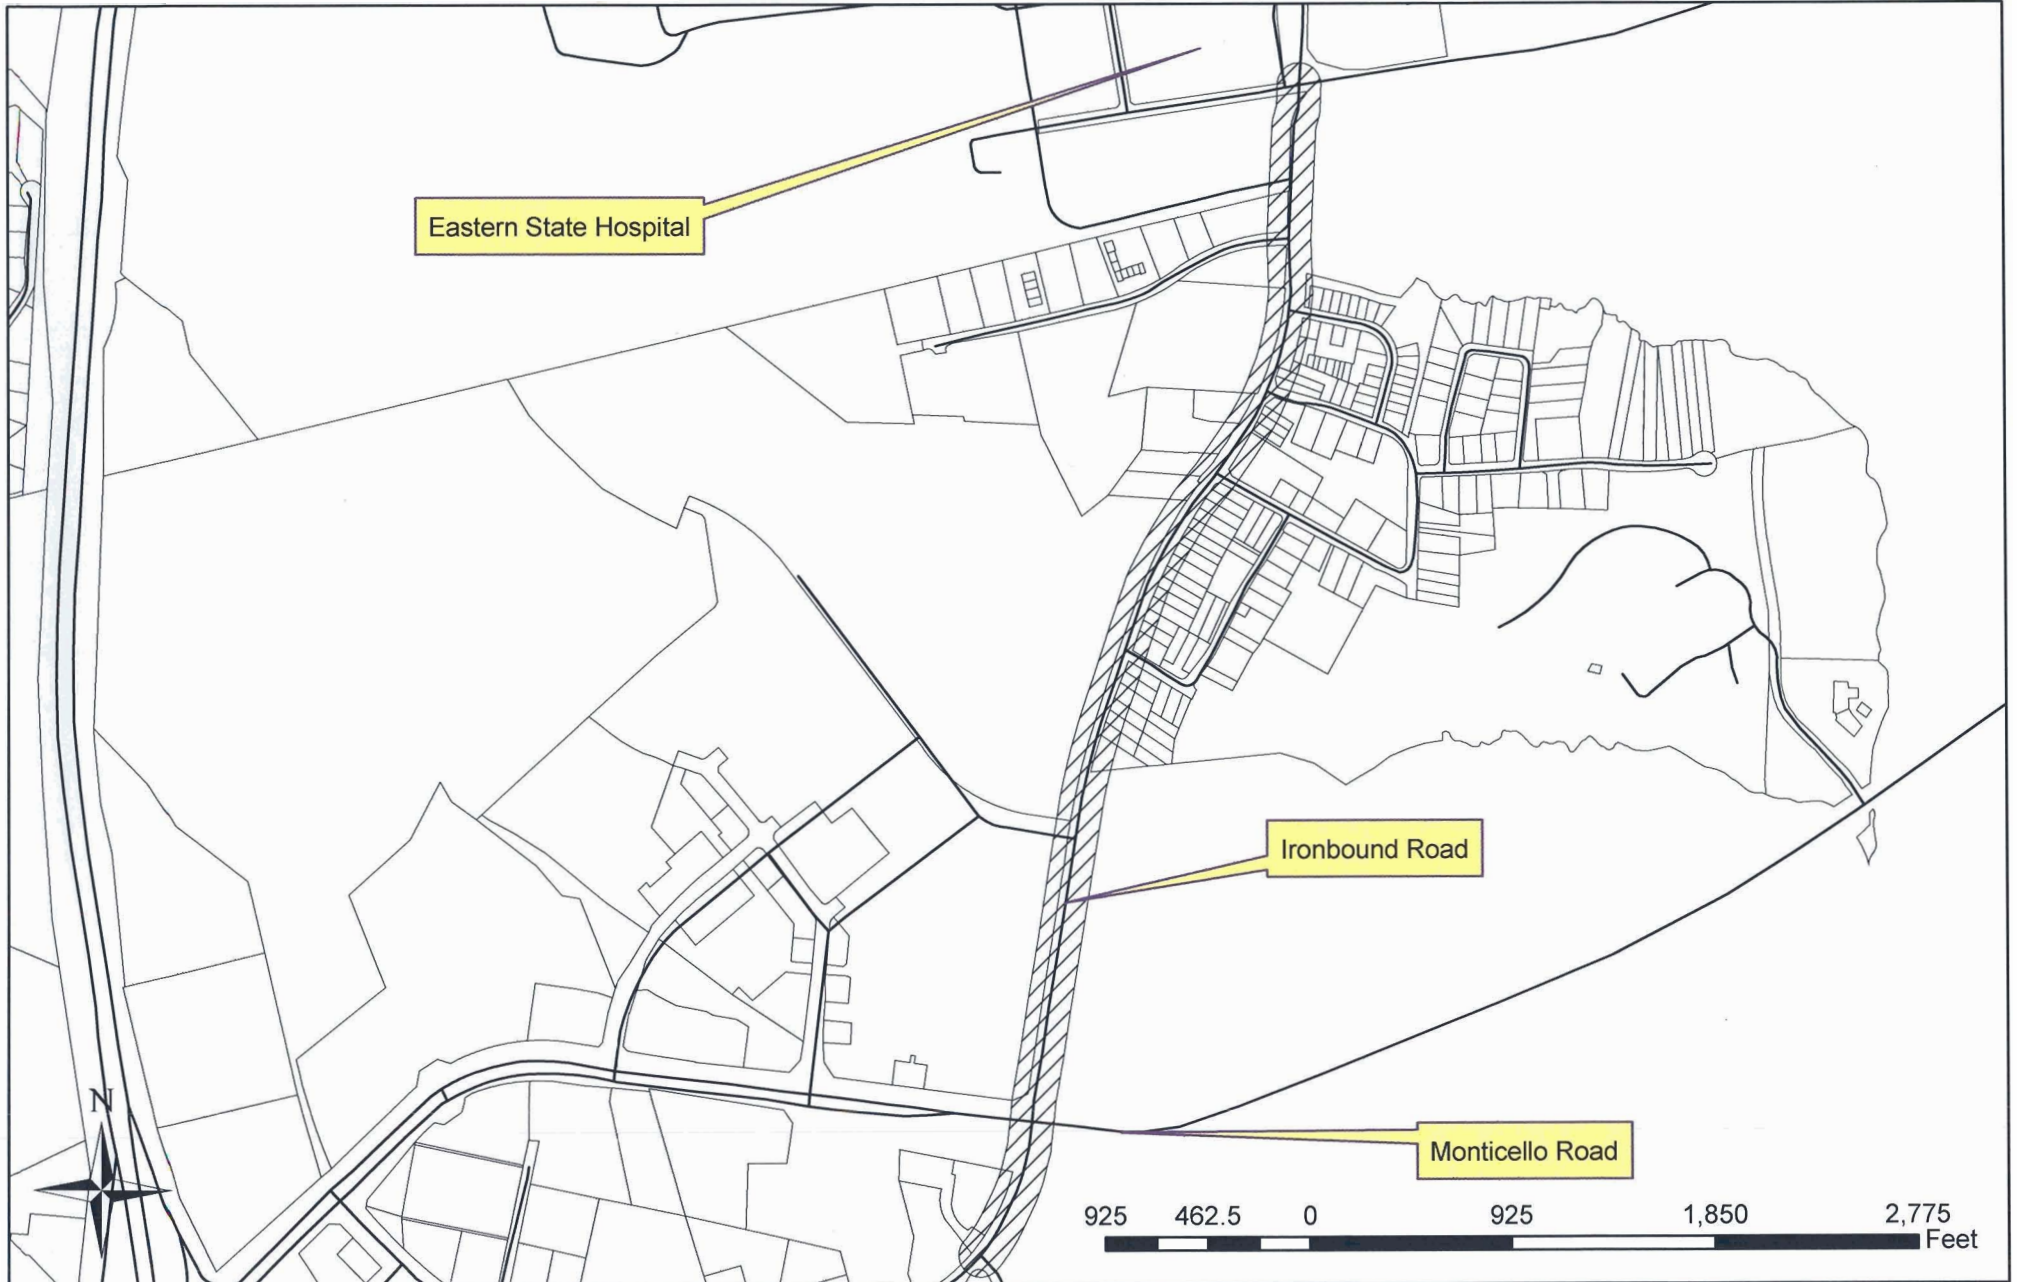 Eastern State Hospital
Ironbound Road
N
Monticello Road
925 462.5 0 925 1,850 2,775
Feet